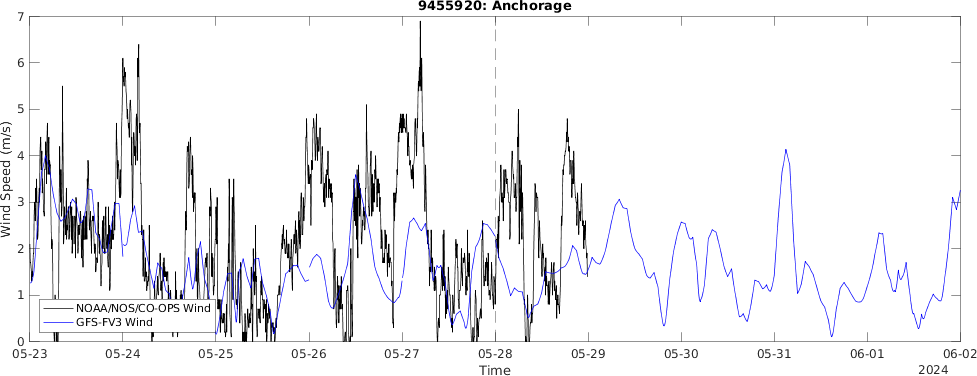 9455920: Anchorage
Wind Speed (m/s)
7
6
5
4
3
2
1
0
NOAA/NOS/CO-OPS Wind
GFS-FV3 Wind
05-23 05-24 05-25 05-26 05-27 05-28 05-29 05-30 05-31 06-01 06-02
Time
2024